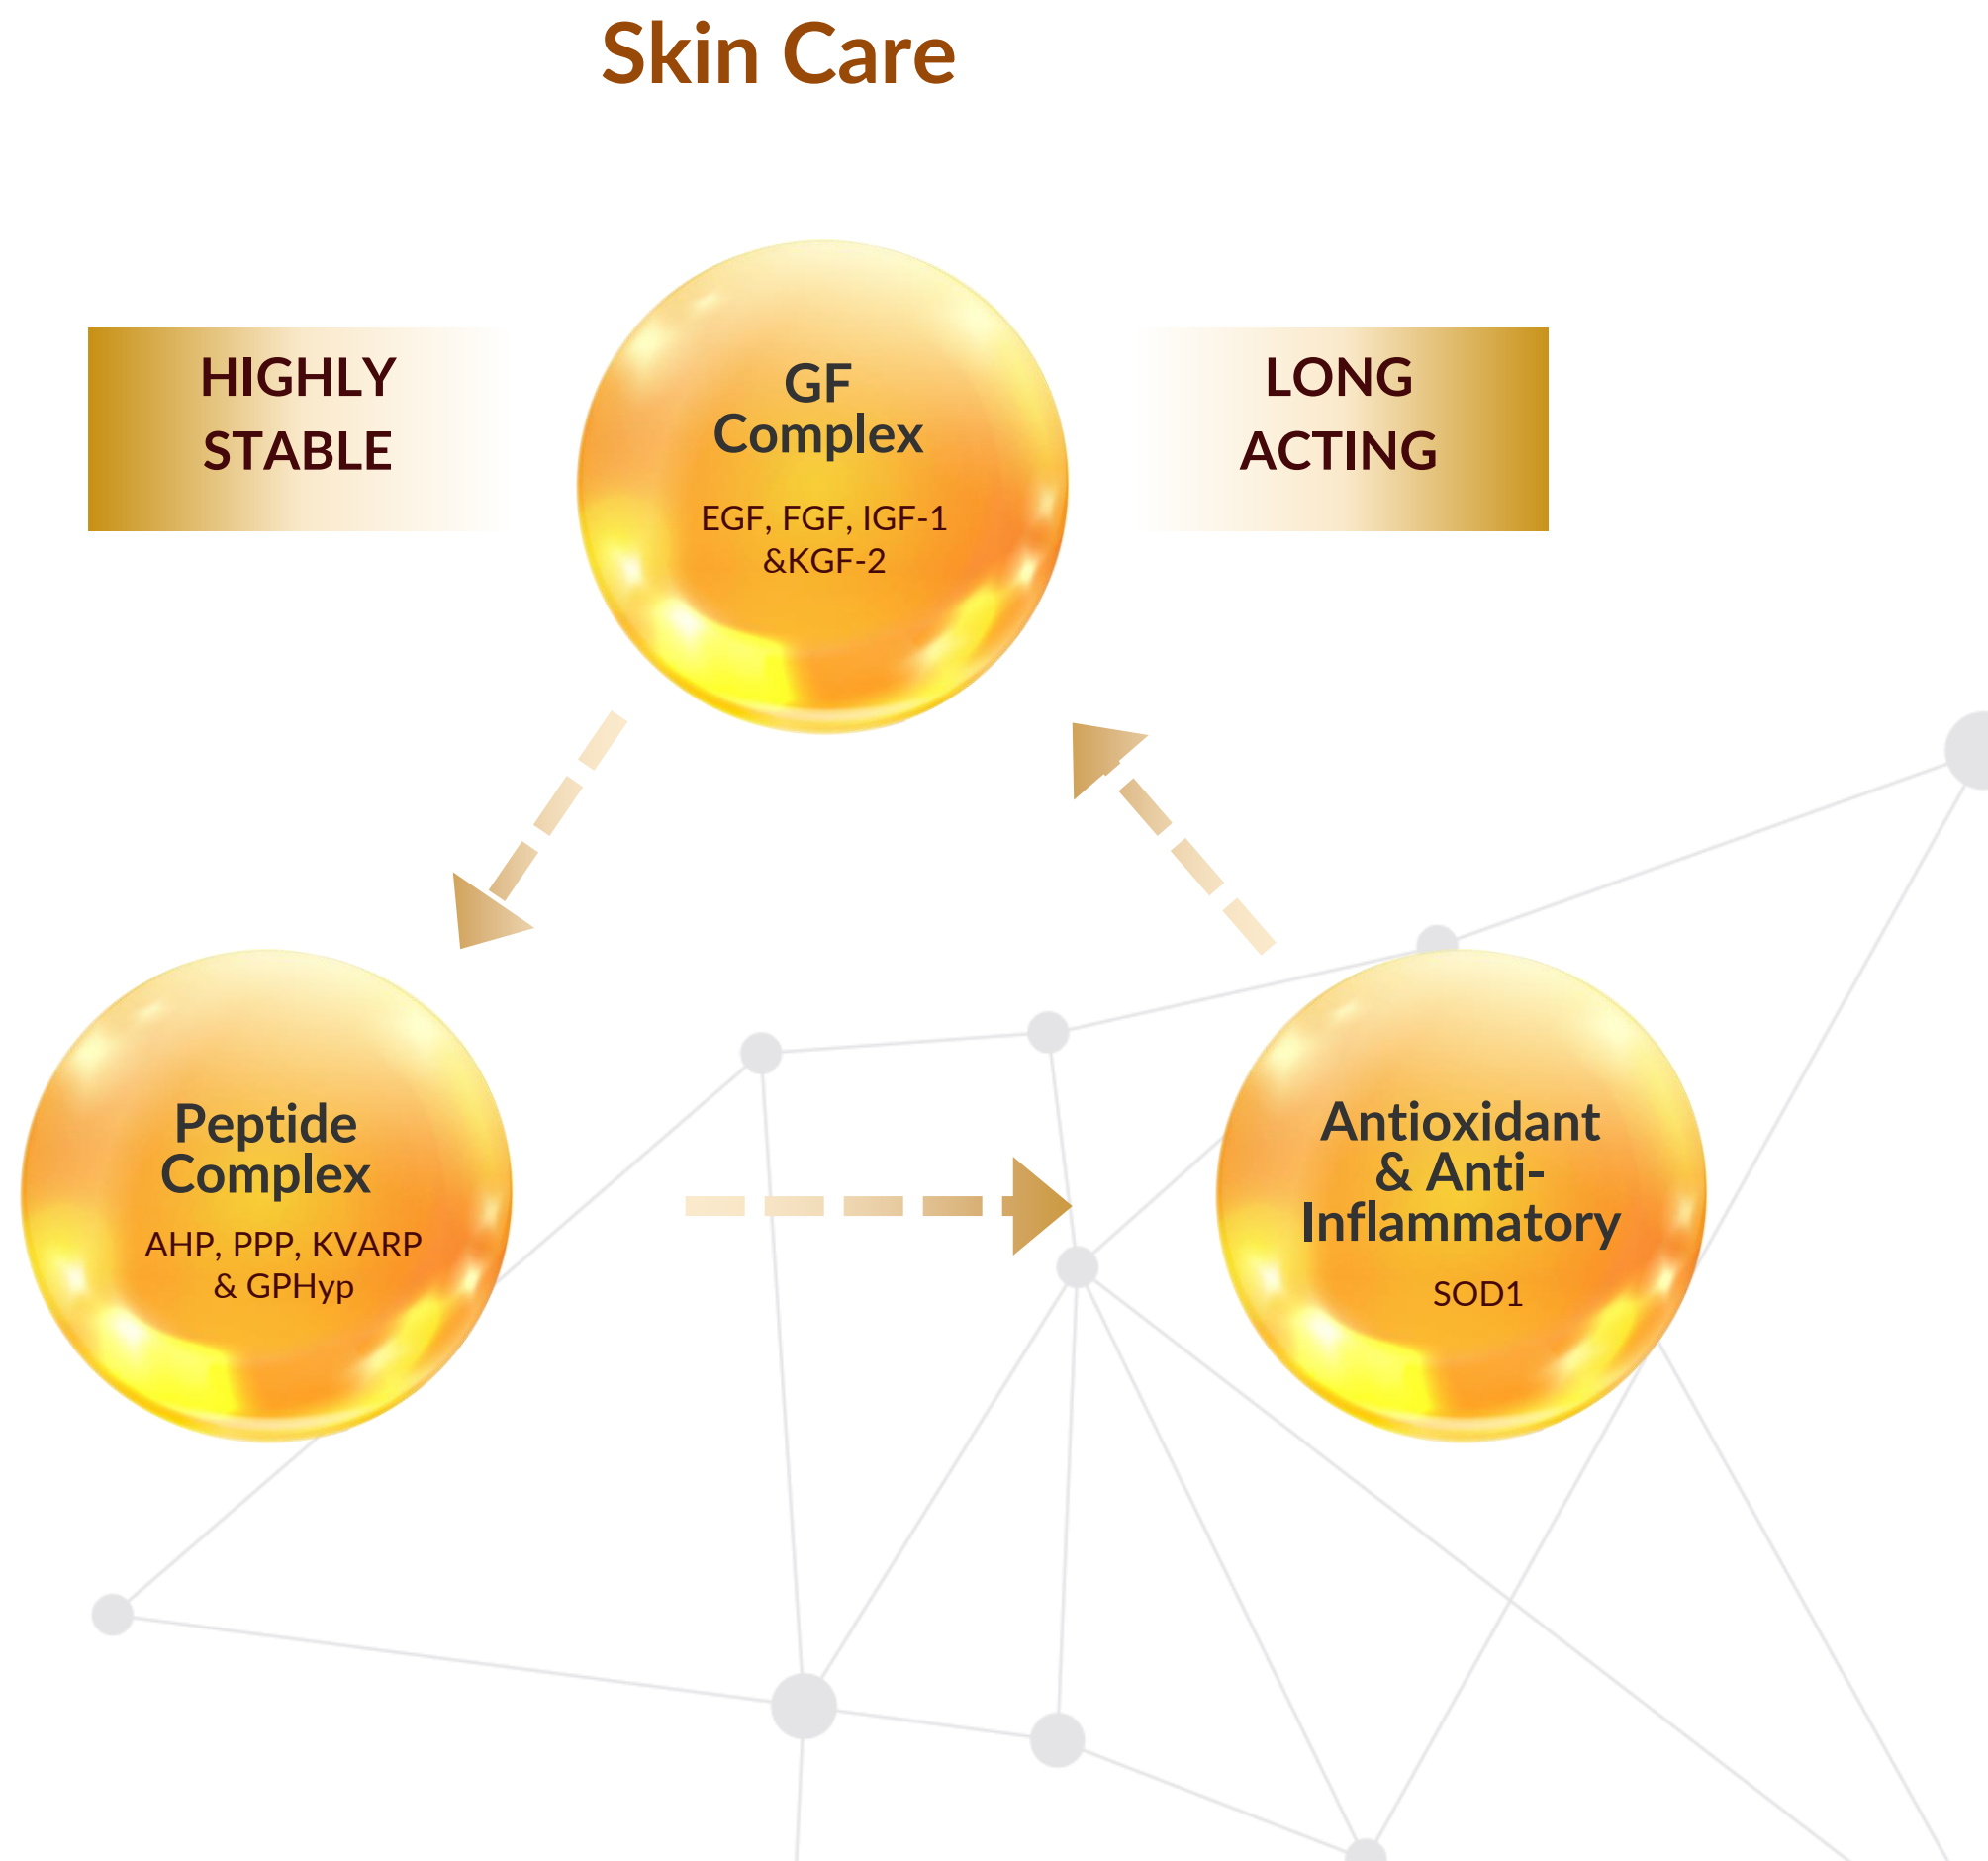 Skin Care
HIGHLY
STABLE
GF
Complex
EGF, FGF, IGF-1
&KGF-2
LONG
ACTING
Peptide
Complex
AHP, PPP, KVARP
& GPHyp
Antioxidant
& Anti-
Inflammatory
SOD1